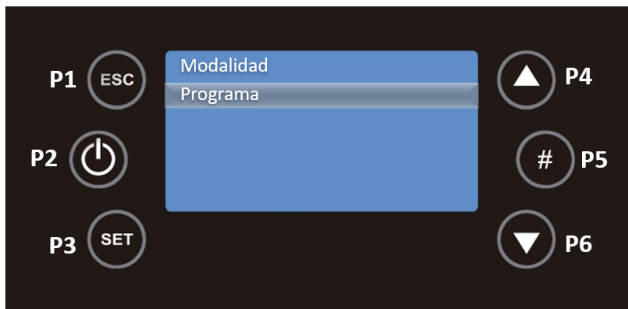 Modalidad
Programa
P1 ESC
P2
P3 SET
P4
# P5
P6